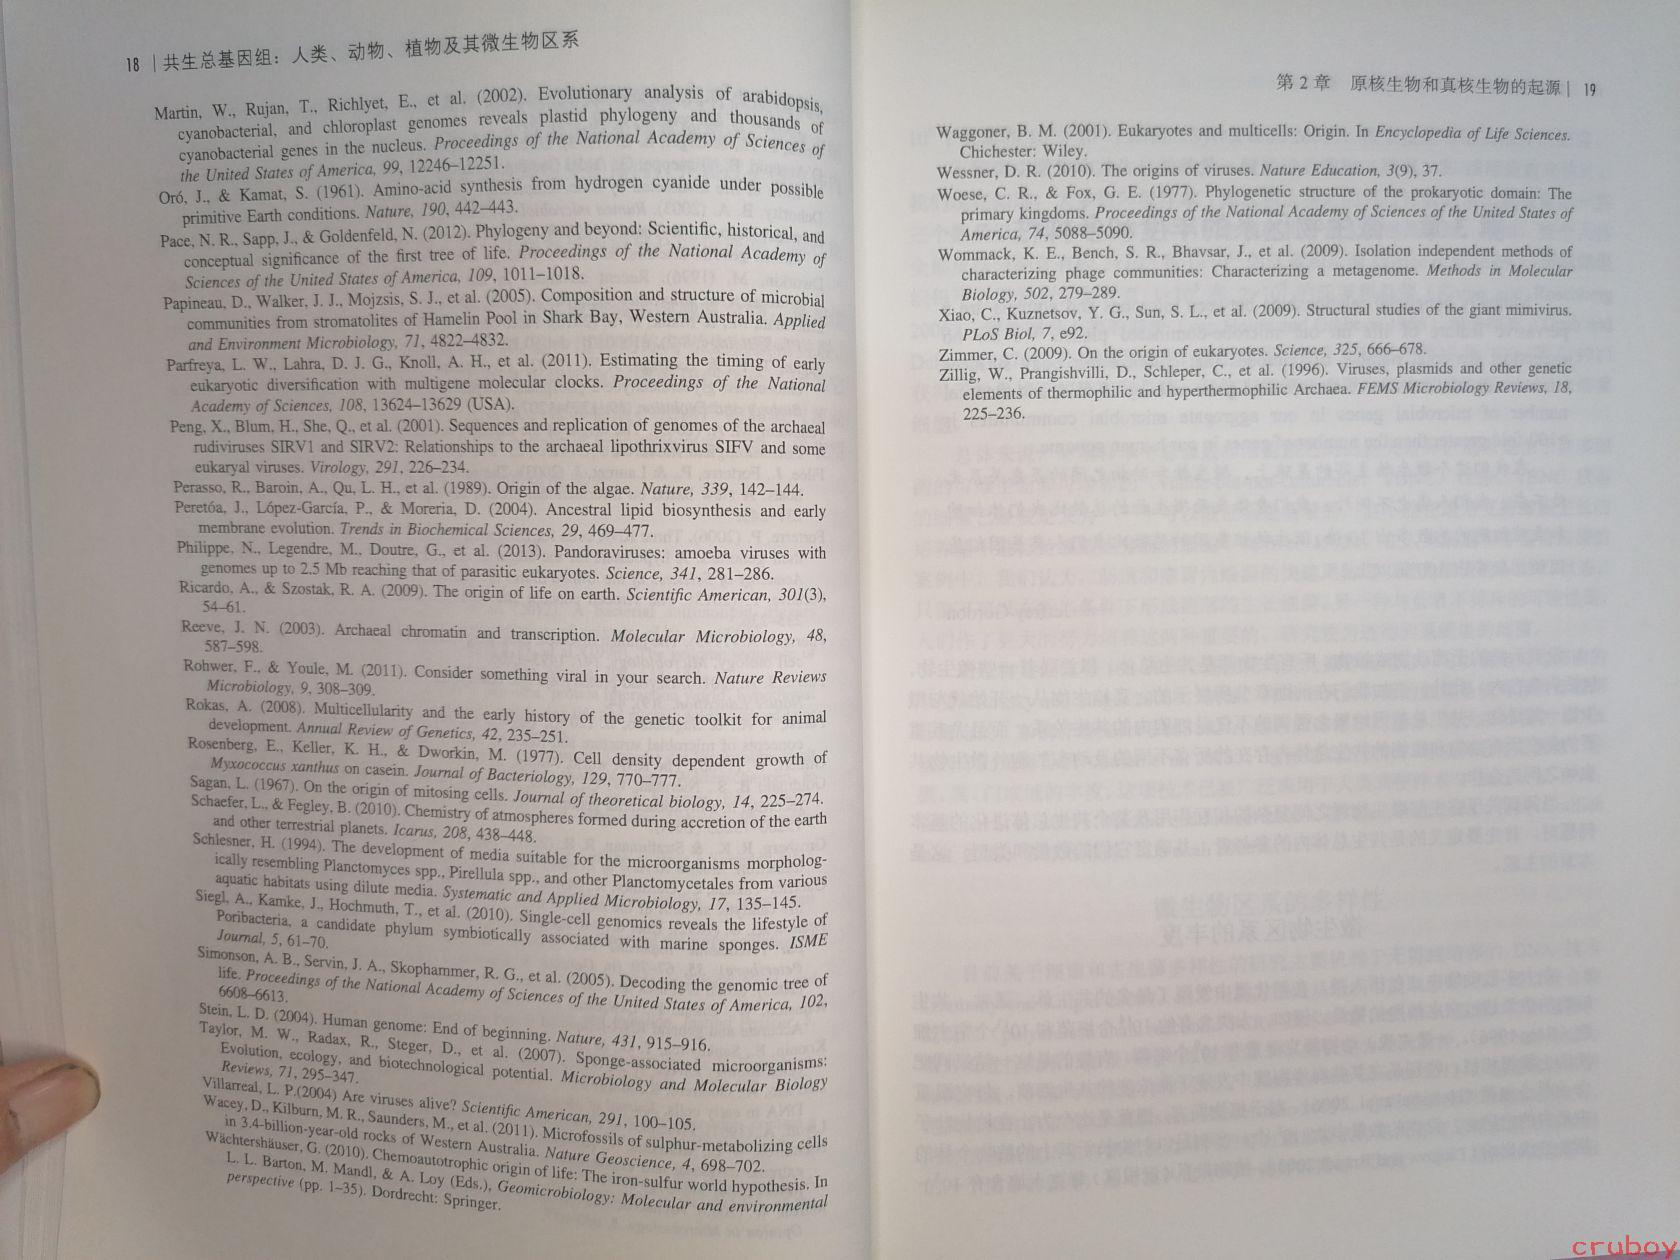 18 | 共生总基因组：人类、动物、植物及其微生物区系
Martin, W., Rujan, T., Richlyet, E., et al. (2002). Evolutionary analysis of arabidopsis,
cyanobacterial, and chloroplast genomes reveals plastid phylogeny and thousands of
cyanobacterial genes in the nucleus. Proceedings of the National Academy of Sciences of
the United States of America, 99, 12246–12251.
Oró, J., & Kamat, S. (1961). Amino-acid synthesis from hydrogen cyanide under possible
primitive Earth conditions. Nature, 190, 442–443.
Pace, N. R., Sapp, J., & Goldenfeld, N. (2012). Phylogeny and beyond: Scientific, historical, and
conceptual significance of the first tree of life. Proceedings of the National Academy of
Sciences of the United States of America, 109, 1011–1018.
Papineau, D., Walker, J. J., Mojzsis, S. J., et al. (2005). Composition and structure of microbial
communities from stromatolites of Hamelin Pool in Shark Bay, Western Australia. Applied
and Environment Microbiology, 71, 4822–4832.
Parfreya, L. W., Lahra, D. J. G., Knoll, A. H., et al. (2011). Estimating the timing of early
eukaryotic diversification with multigene molecular clocks. Proceedings of the National
Academy of Sciences, 108, 13624–13629 (USA).
Peng, X., Blum, H., She, Q., et al. (2001). Sequences and replication of genomes of the archaeal
rudiviruses SIRV1 and SIRV2: Relationships to the archaeal lipothrixvirus SIFV and some
eukaryal viruses. Virology, 291, 226–234.
Perasso, R., Baroin, A., Qu, L. H., et al. (1989). Origin of the algae. Nature, 339, 142–144.
Peretóa, J., López-García, P., & Moreria, D. (2004). Ancestral lipid biosynthesis and early
membrane evolution. Trends in Biochemical Sciences, 29, 469–477.
Philippe, N., Legendre, M., Doutre, G., et al. (2013). Pandoraviruses: amoeba viruses with
genomes up to 2.5 Mb reaching that of parasitic eukaryotes. Science, 341, 281–286.
Ricardo, A., & Szostak, R. A. (2009). The origin of life on earth. Scientific American, 301(3),
54–61.
Reeve, J. N. (2003). Archaeal chromatin and transcription. Molecular Microbiology, 48,
587–598.
Rohwer, F., & Youle, M. (2011). Consider something viral in your search. Nature Reviews
Microbiology, 9, 308–309.
Rokas, A. (2008). Multicellularity and the early history of the genetic toolkit for animal
development. Annual Review of Genetics, 42, 235–251.
Rosenberg, E., Keller, K. H., & Dworkin, M. (1977). Cell density dependent growth of
Myxococcus xanthus on casein. Journal of Bacteriology, 129, 770–777.
Sagan, L. (1967). On the origin of mitosing cells. Journal of theoretical biology, 14, 225–274.
Schaefer, L., & Fegley, B. (2010). Chemistry of atmospheres formed during accretion of the earth
and other terrestrial planets. Icarus, 208, 438–448.
Schlesner, H. (1994). The development of media suitable for the microorganisms morpholog-
ically resembling Planctomyces spp., Pirellula spp., and other Planctomycetales from various
aquatic habitats using dilute media. Systematic and Applied Microbiology, 17, 135–145.
Siegl, A., Kamke, J., Hochmuth, T., et al. (2010). Single-cell genomics reveals the lifestyle of
Poribacteria, a candidate phylum symbiotically associated with marine sponges. ISME
Journal, 5, 61–70.
Simonson, A. B., Servin, J. A., Skophammer, R. G., et al. (2005). Decoding the genomic tree of
life. Proceedings of the National Academy of Sciences of the United States of America, 102,
6608–6613.
Stein, L. D. (2004). Human genome: End of beginning. Nature, 431, 915–916.
Taylor, M. W., Radax, R., Steger, D., et al. (2007). Sponge-associated microorganisms:
Evolution, ecology, and biotechnological potential. Microbiology and Molecular Biology
Reviews, 71, 295–347.
Villarreal, L. P.(2004) Are viruses alive? Scientific American, 291, 100–105.
Wacey, D., Kilburn, M. R., Saunders, M., et al. (2011). Microfossils of sulphur-metabolizing cells
in 3.4-billion-year-old rocks of Western Australia. Nature Geoscience, 4, 698–702.
Wächtershäuser, G. (2010). Chemoautotrophic origin of life: The iron-sulfur world hypothesis. In
L. L. Barton, M. Mandl, & A. Loy (Eds.), Geomicrobiology: Molecular and environmental
perspective (pp. 1–35). Dordrecht: Springer.
第 2 章 原核生物和真核生物的起源 | 19
Waggoner, B. M. (2001). Eukaryotes and multicells: Origin. In Encyclopedia of Life Sciences.
Chichester: Wiley.
Wessner, D. R. (2010). The origins of viruses. Nature Education, 3(9), 37.
Woese, C. R., & Fox, G. E. (1977). Phylogenetic structure of the prokaryotic domain: The
primary kingdoms. Proceedings of the National Academy of Sciences of the United States of
America, 74, 5088–5090.
Wommack, K. E., Bench, S. R., Bhavsar, J., et al. (2009). Isolation independent methods of
characterizing phage communities: Characterizing a metagenome. Methods in Molecular
Biology, 502, 279–289.
Xiao, C., Kuznetsov, Y. G., Sun, S. L., et al. (2009). Structural studies of the giant mimivirus.
PLoS Biol, 7, e92.
Zimmer, C. (2009). On the origin of eukaryotes. Science, 325, 666–678.
Zillig, W., Prangishvilli, D., Schleper, C., et al. (1996). Viruses, plasmids and other genetic
elements of thermophilic and hyperthermophilic Archaea. FEMS Microbiology Reviews, 18,
225–236.
cruboy